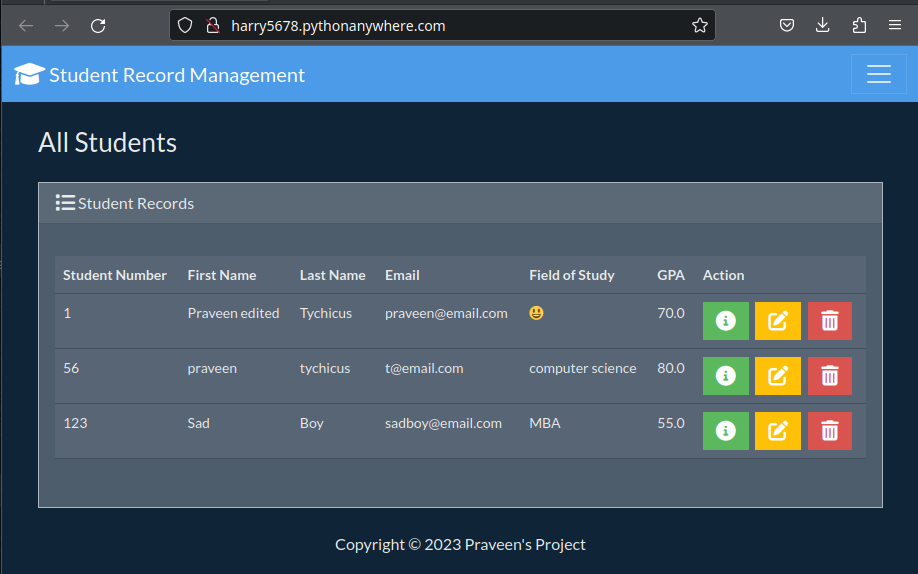 harry5678.pythonanywhere.com
Student Record Management
All Students
Student Records
Student Number First Name Last Name Email Field of Study GPA Action
1 Praveen edited Tychicus praveen@email.com 😃 70.0
56 praveen tychicus t@email.com computer science 80.0
123 Sad Boy sadboy@email.com MBA 55.0
Copyright © 2023 Praveen's Project